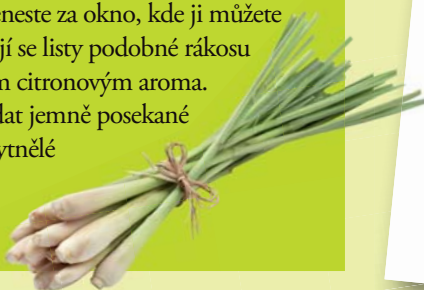 neste za okno, kde ji můžete
jí se listy podobné rákosu
m citronovým aroma.
lat jemně posekané
ytnělé